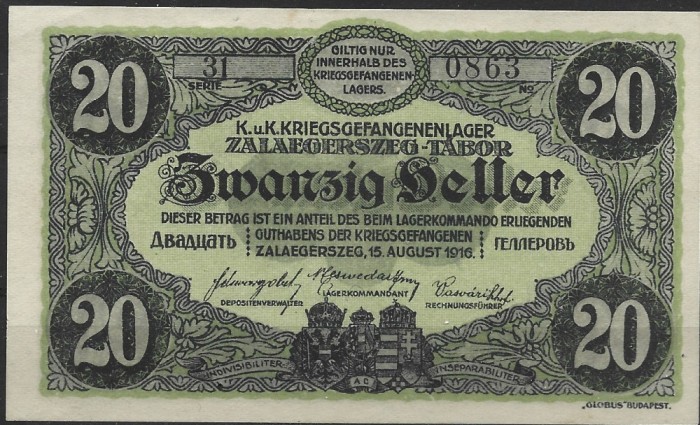 GILTIG NUR
INNERHALB DES
KRIEGSGEFANGENEN-
LAGERS.
20
31
SERIE
0863
No
20
K. u. K. KRIEGSGEFANGENENLAGER
ZALAEGERSZEG-TÁBOR
Zwanzig Heller
DIESER BETRAG IST EIN ANTEIL DES BEIM LAGERKOMMANDO ERLIEGENDEN
Двадцать
GUTHABENS DER KRIEGSGEFANGENEN
ГЕЛЛЕРОВЪ
ZALAEGERSZEG, 15. AUGUST 1916.
DEPOSITENVERWALTER
LAGERKOMMANDANT
RECHNUNGSFÜHRER
20
INDIVISIBILITER
AC
INSEPARABILITER
20
„GLOBUS" BUDAPEST.